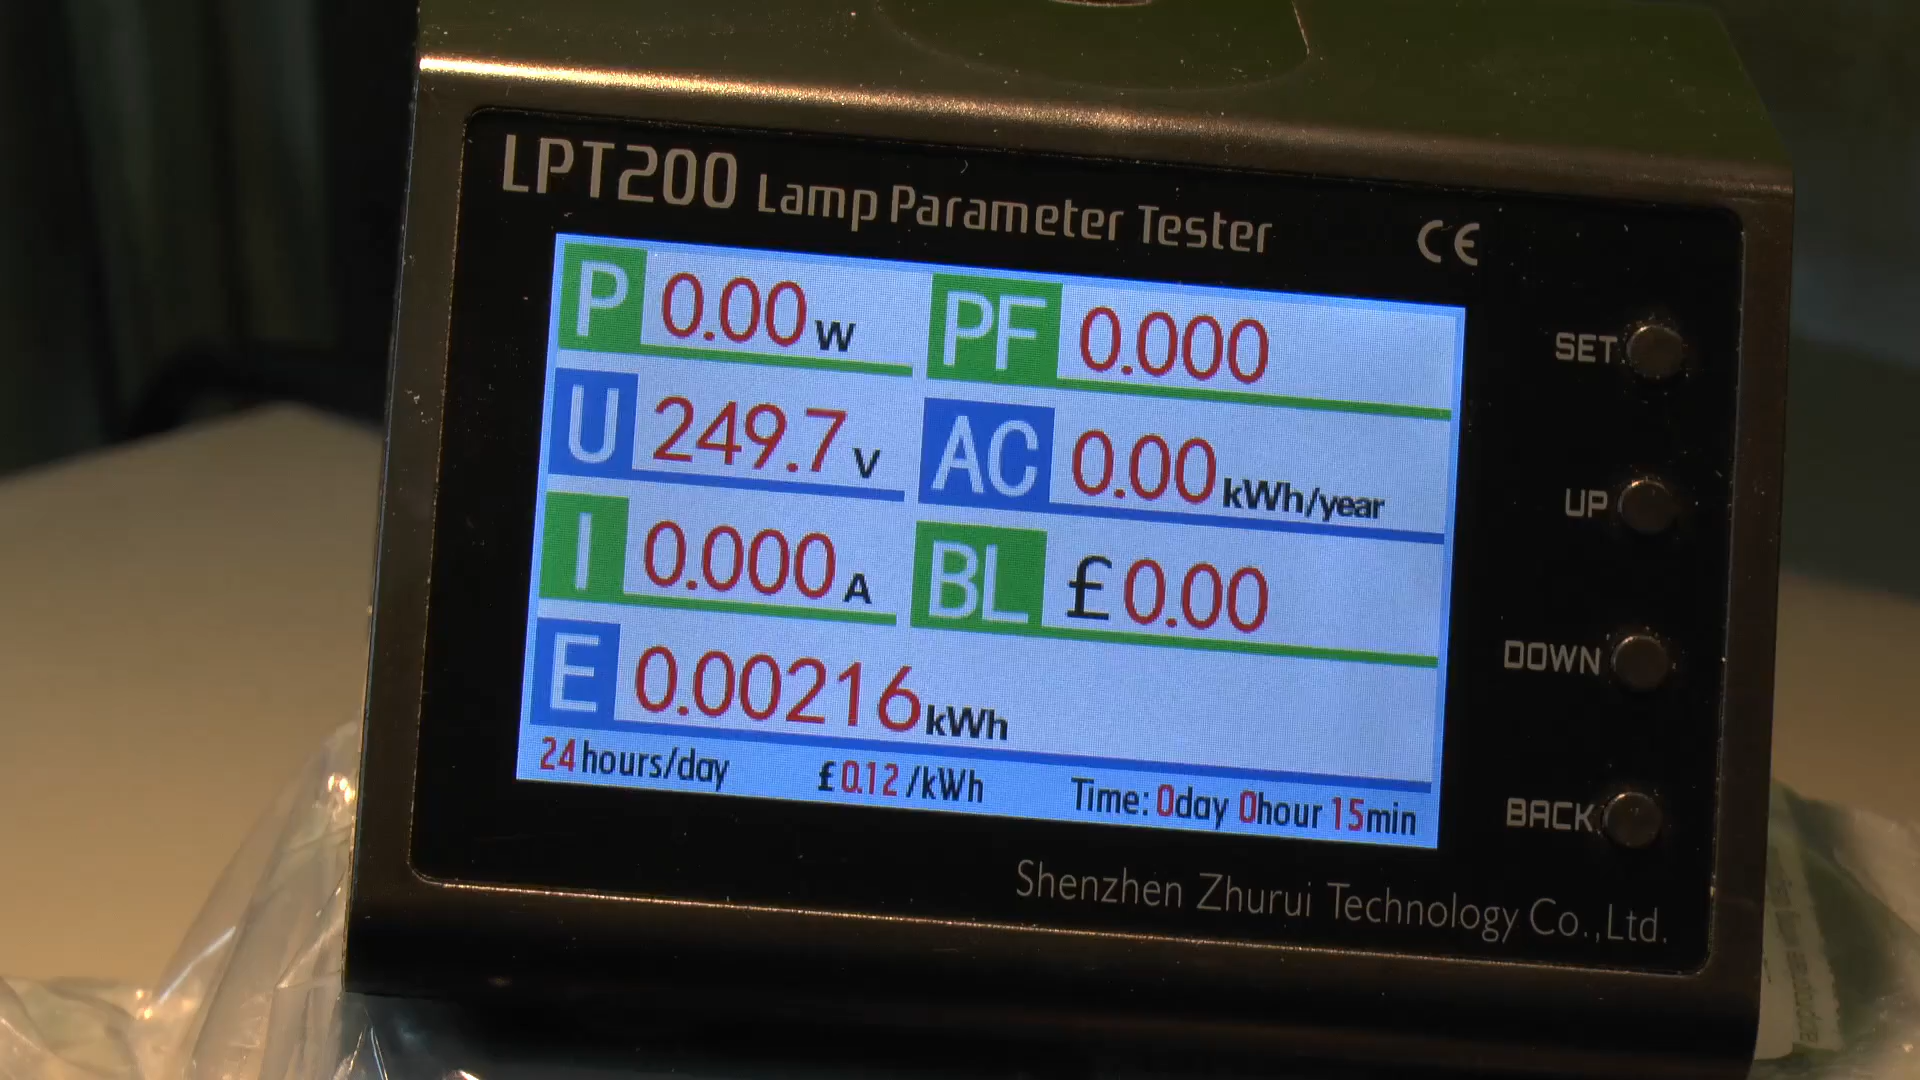 LPT200 Lamp Parameter Tester CE
P 0.00 W PF 0.000
SET
U 249.7 V AC 0.00 kWh/year
UP
I 0.000 A BL £0.00
DOWN
E 0.00216 kWh
24 hours/day £0.12/kWh Time: 0day 0hour 15min
BACK
Shenzhen Zhurui Technology Co.,Ltd.